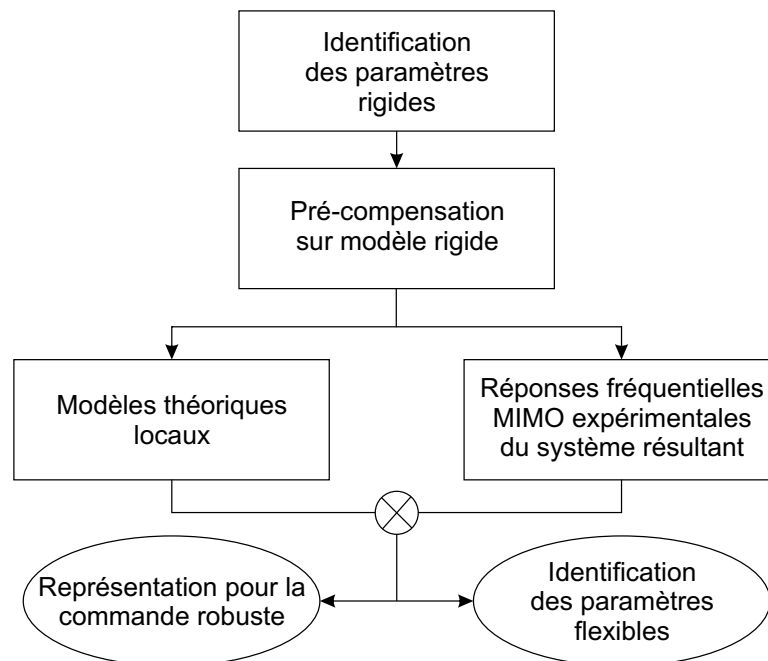 Identification
des paramètres
rigides
Pré-compensation
sur modèle rigide
Modèles théoriques
locaux
Réponses fréquentielles
MIMO expérimentales
du système résultant
Représentation pour la
commande robuste
Identification
des paramètres
flexibles